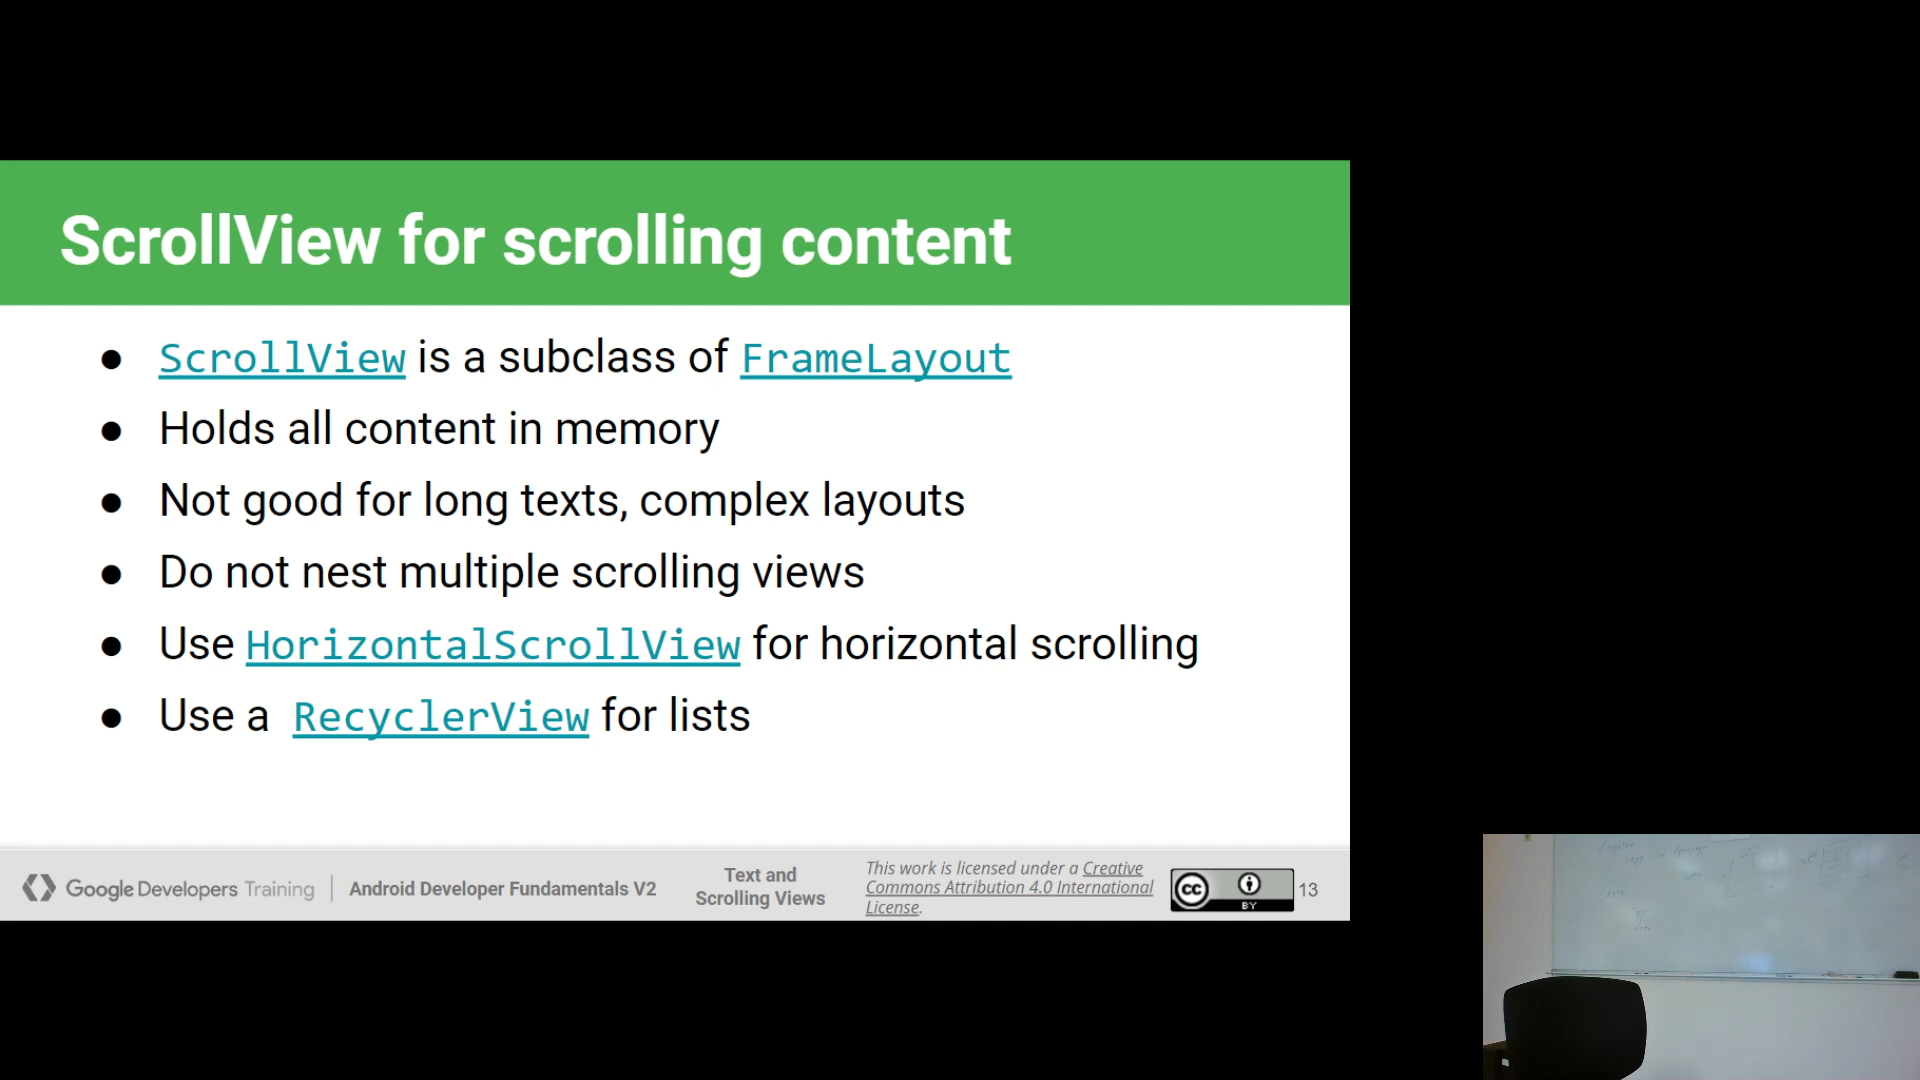 ScrollView for scrolling content
● ScrollView is a subclass of FrameLayout
● Holds all content in memory
● Not good for long texts, complex layouts
● Do not nest multiple scrolling views
● Use HorizontalScrollView for horizontal scrolling
● Use a RecyclerView for lists
Google Developers Training
Android Developer Fundamentals V2
Text and
Scrolling Views
This work is licensed under a Creative
Commons Attribution 4.0 International
License.
cc
BY
13